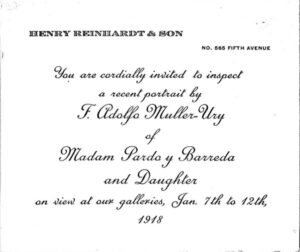 HENRY REINHARDT & SON
NO. 565 FIFTH AVENUE
You are cordially invited to inspect
a recent portrait by
F. Adolfo Muller-Ury
of
Madam Pardo y Barreda
and Daughter
on view at our galleries, Jan. 7th to 12th,
1918